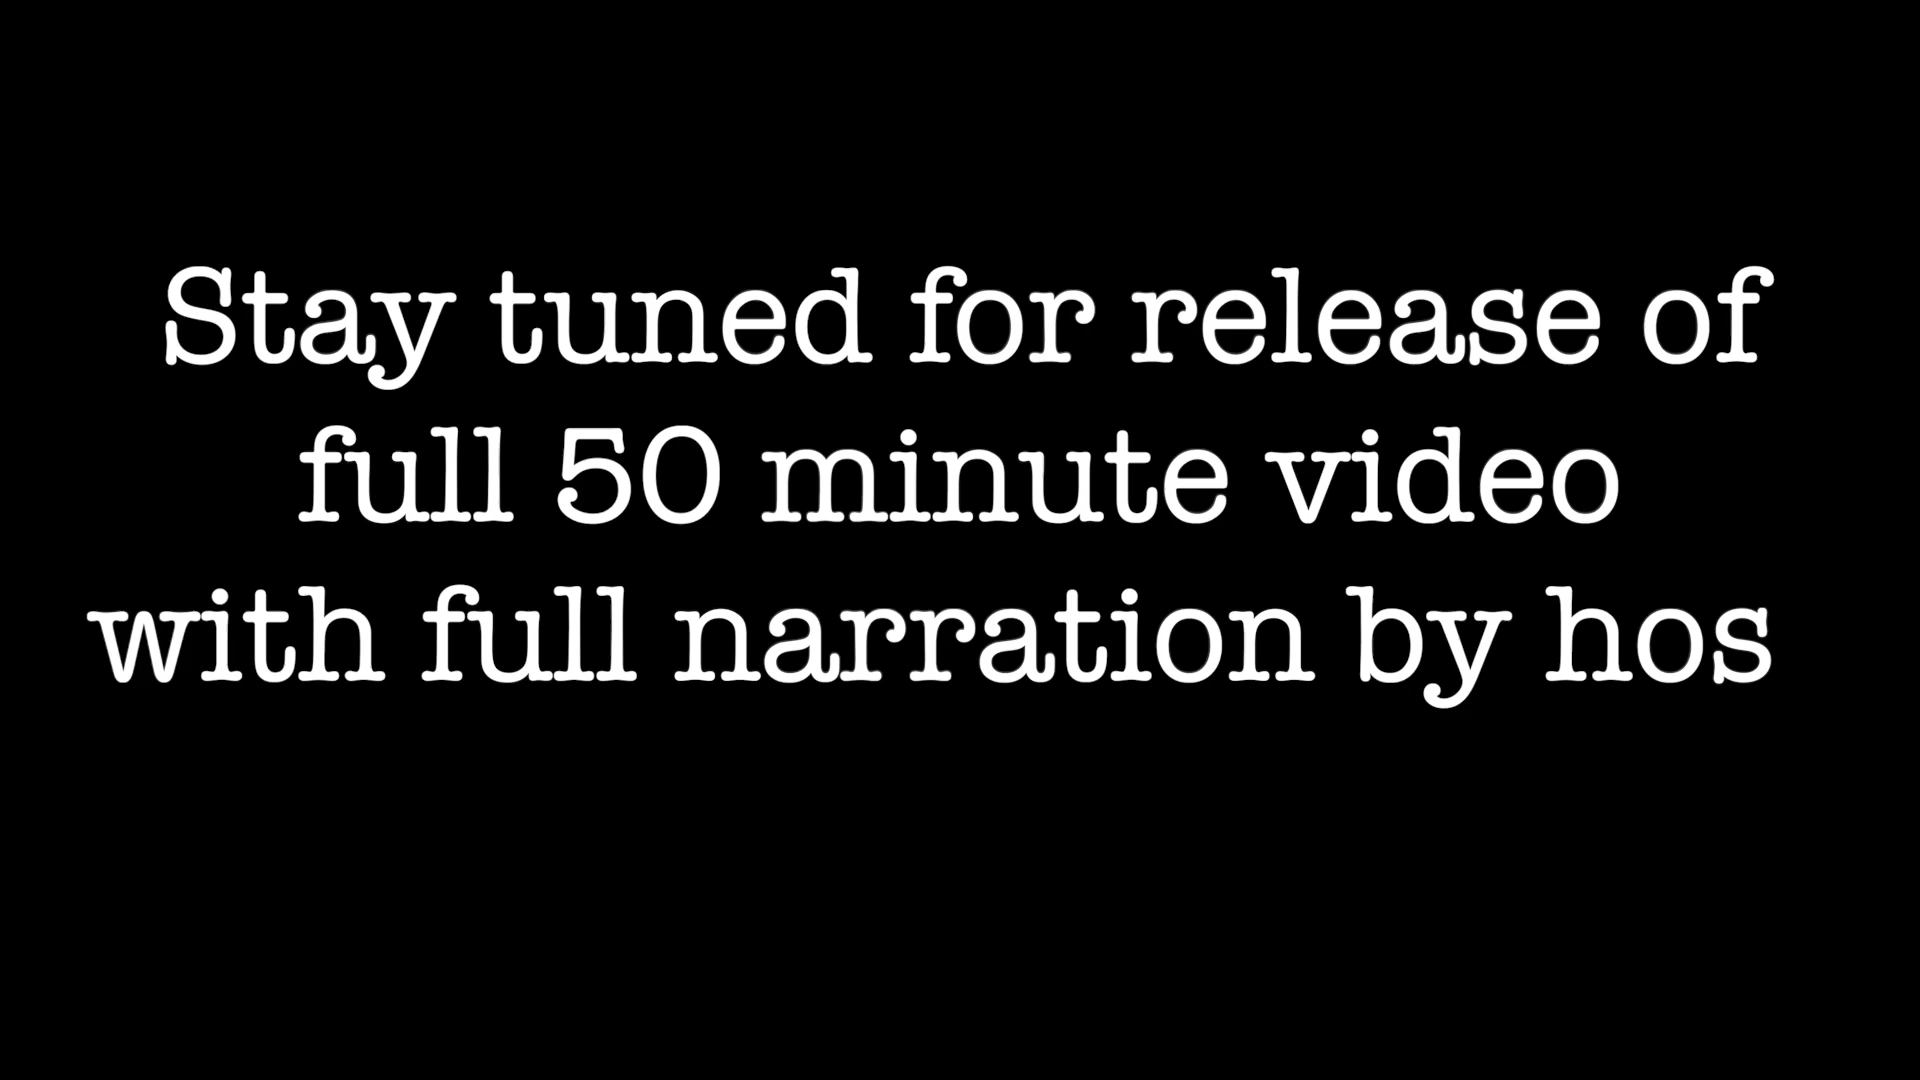 Stay tuned for release of
full 50 minute video
with full narration by hos